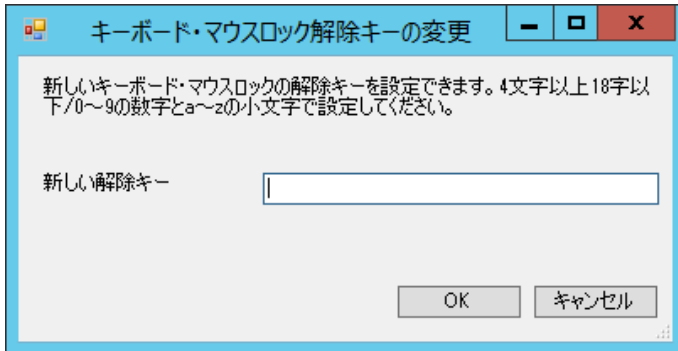 キーボード・マウスロック解除キーの変更
新しいキーボード・マウスロックの解除キーを設定できます。4文字以上18字以
下/0～9の数字とa～zの小文字で設定してください。
新しい解除キー
OK キャンセル